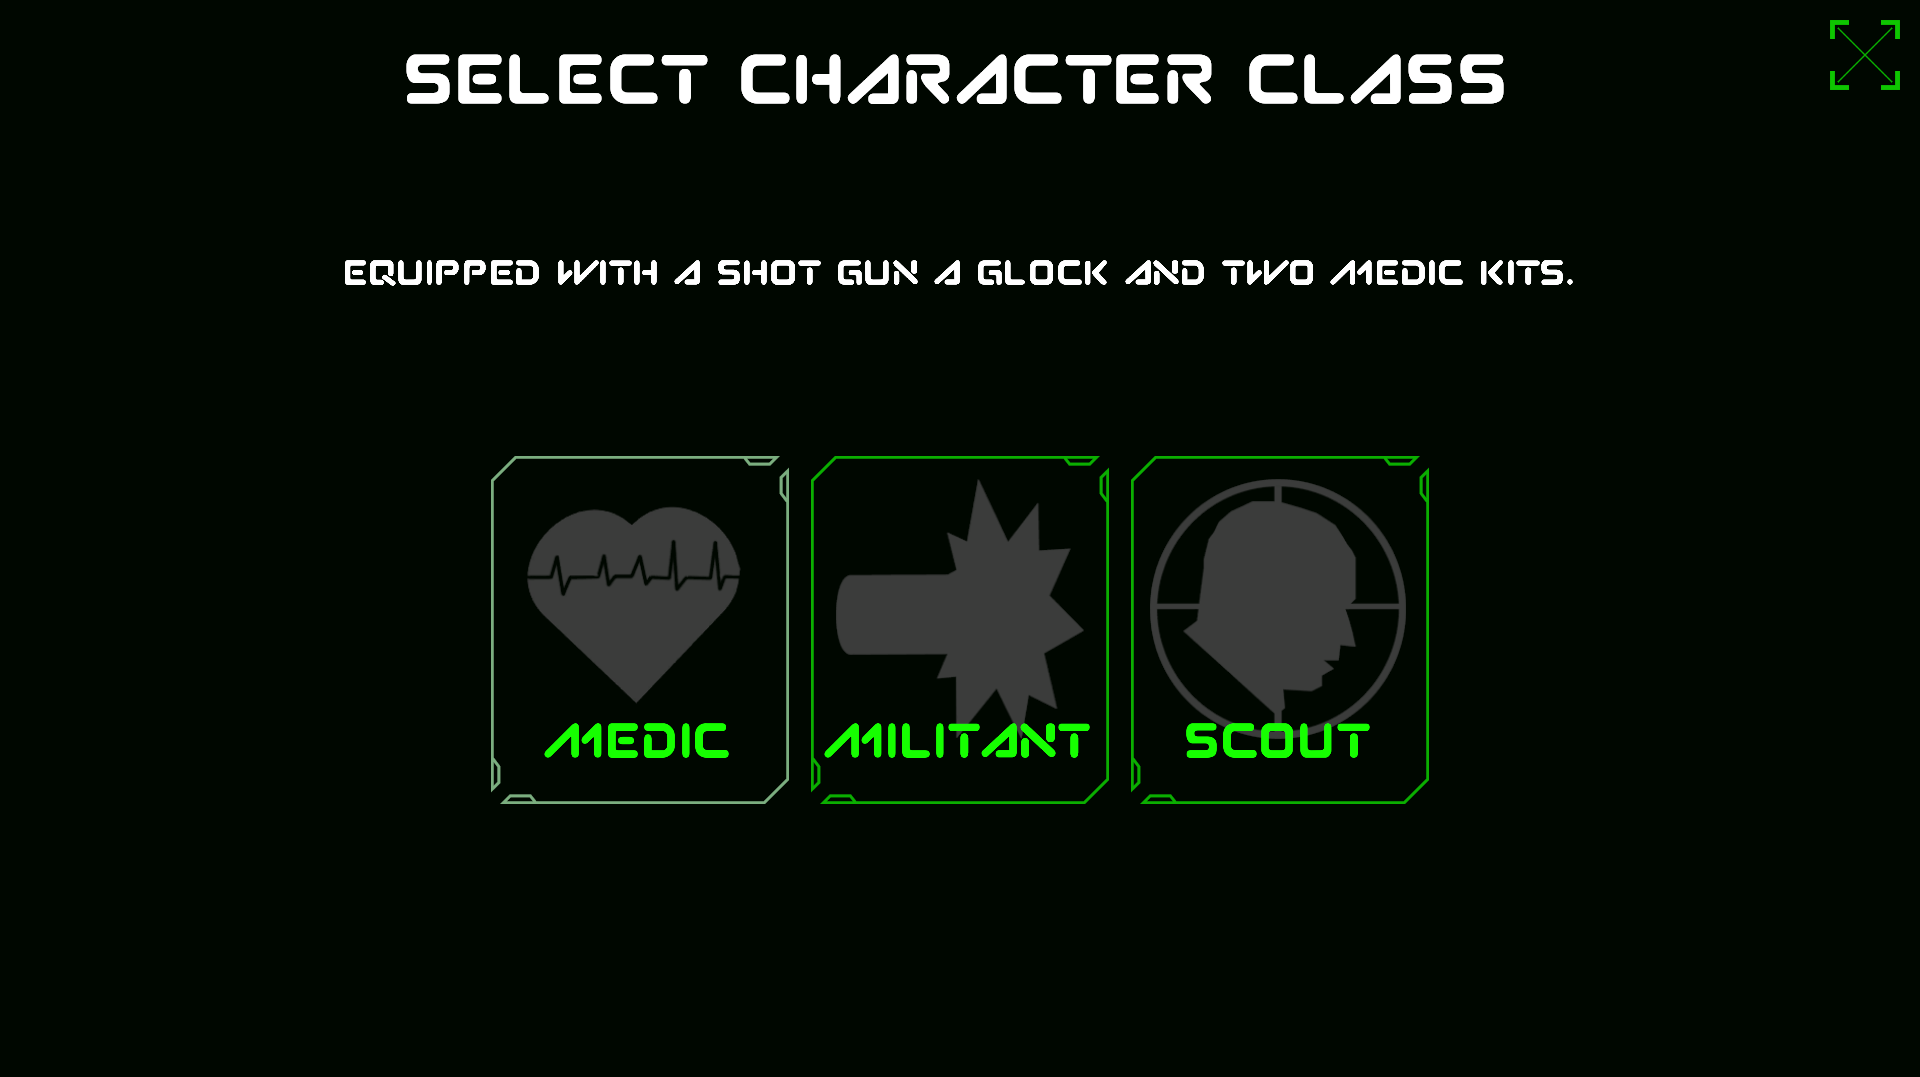 SELECT CHARACTER CLASS
EQUIPPED WITH A SHOT GUN A GLOCK AND TWO MEDIC KITS.
MEDIC
MILITANT
SCOUT